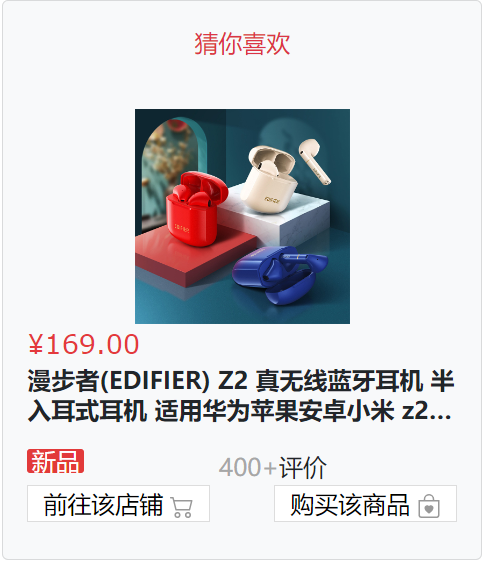 猜你喜欢
¥169.00
漫步者(EDIFIER) Z2 真无线蓝牙耳机 半
入耳式耳机 适用华为苹果安卓小米 z2...
新品
400+评价
前往该店铺
购买该商品